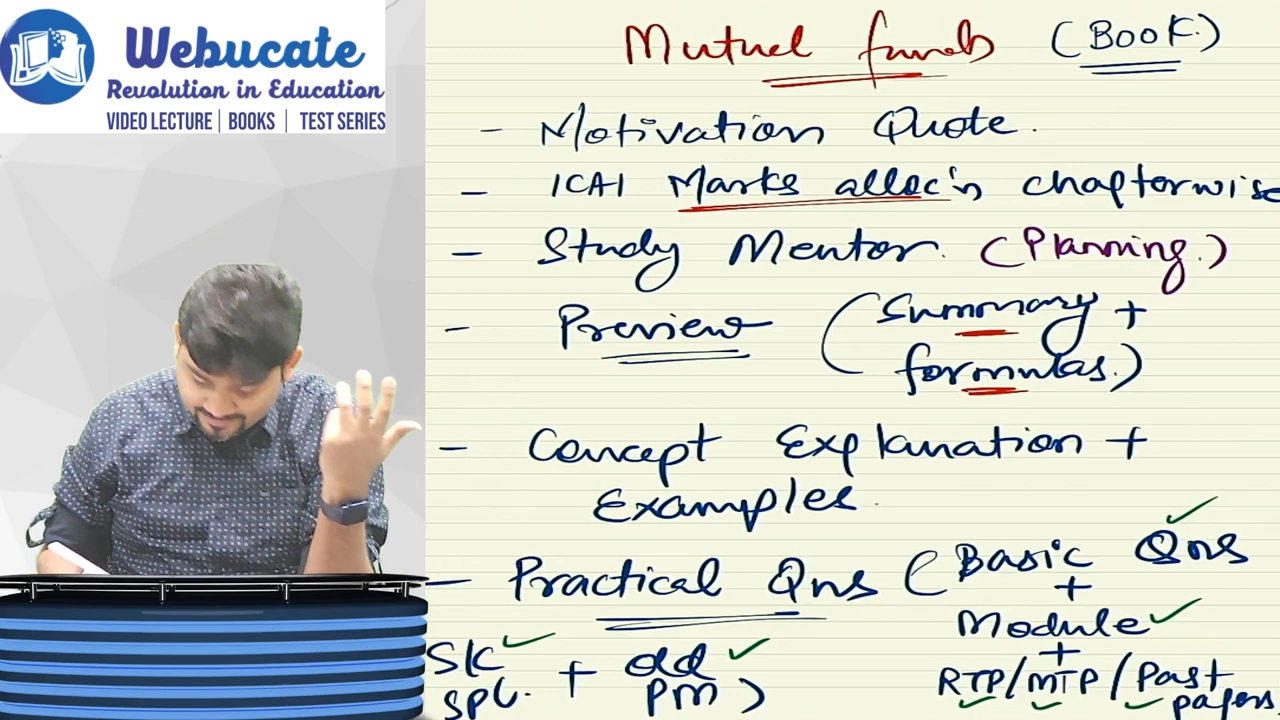 Webucate
Revolution in Education
VIDEO LECTURE | BOOKS | TEST SERIES
Mutual funds (Book)
- Motivation Quote.
- ICAI Marks alloc'n chapterwise
- Study Mentor. (Planning.)
- Preview (Summary +
formulas.)
- Concept Explanation +
Examples.
- Practical Qns (Basic Qns
+
Module
+
RTP/MTP/Past
papers
SK + old
spl. PM)